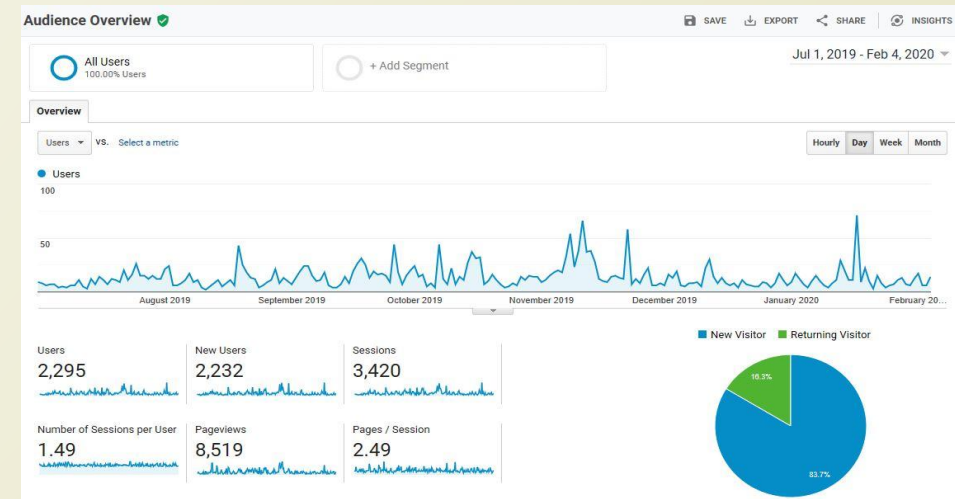 Audience Overview
SAVE EXPORT SHARE INSIGHTS
All Users
100.00% Users
+ Add Segment
Jul 1, 2019 - Feb 4, 2020
Overview
Users VS. Select a metric
Hourly Day Week Month
Users
100
50
August 2019 September 2019 October 2019 November 2019 December 2019 January 2020 February 20...
New Visitor Returning Visitor
Users New Users Sessions
2,295 2,232 3,420
16.3%
Number of Sessions per User Pageviews Pages / Session
1.49 8,519 2.49
83.7%